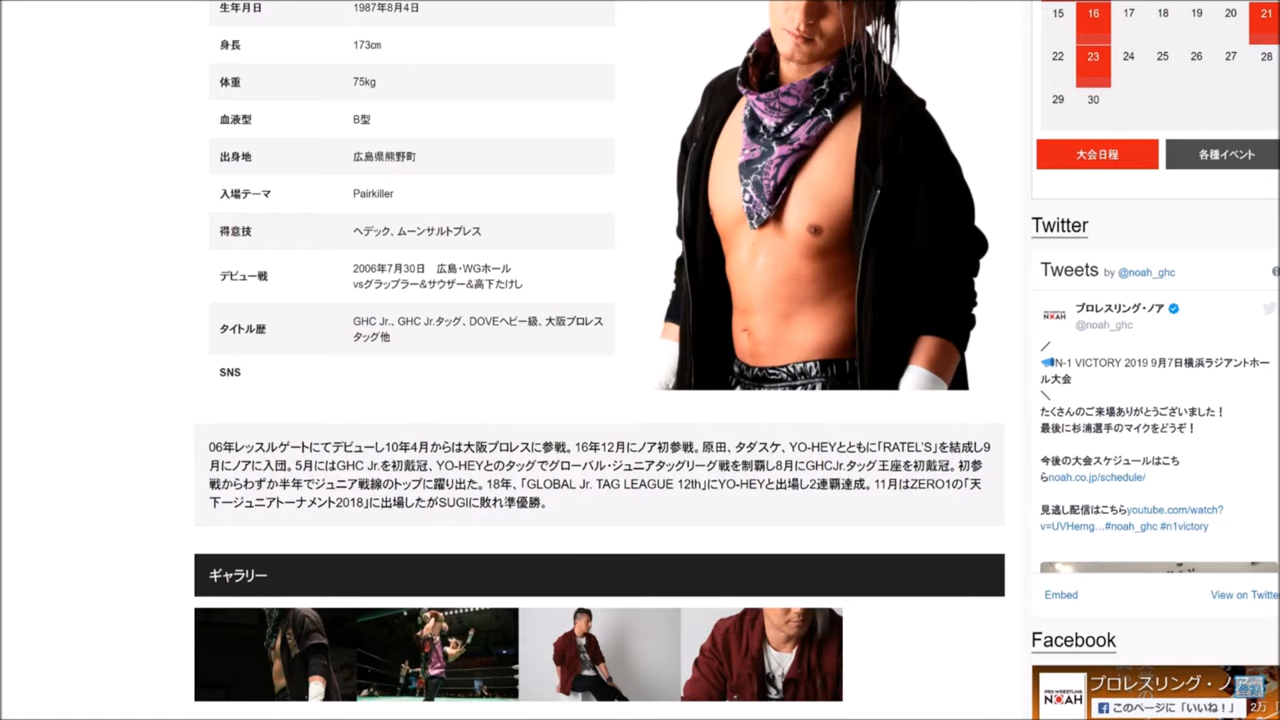 生年月日 1987年8月4日
身長 173㎝
体重 75kg
血液型 B型
出身地 広島県熊野町
入場テーマ Pairkiller
得意技 ヘデック、ムーンサルトプレス
デビュー戦 2006年7月30日　広島・WGホール
vsグラップラー&サウザー&高下たけし
タイトル歴 GHC Jr.、GHC Jr.タッグ、DOVEヘビー級、大阪プロレス
タッグ他
SNS
06年レッスルゲートにてデビューし10年4月からは大阪プロレスに参戦。16年12月にノア初参戦。原田、タダスケ、YO-HEYとともに「RATEL'S」を結成し9
月にノアに入団。5月にはGHC Jr.を初戴冠、YO-HEYとのタッグでグローバル・ジュニアタッグリーグ戦を制覇し8月にGHCJr.タッグ王座を初戴冠。初参
戦からわずか半年でジュニア戦線のトップに躍り出た。18年、「GLOBAL Jr. TAG LEAGUE 12th」にYO-HEYと出場し2連覇達成。11月はZERO1の「天
下一ジュニアトーナメント2018」に出場したがSUGIに敗れ準優勝。
ギャラリー
15 16 17 18 19 20 21
22 23 24 25 26 27 28
29 30
大会日程 各種イベント
Twitter
Tweets by @noah_ghc
プロレスリング・ノア
@noah_ghc
／
N-1 VICTORY 2019 9月7日横浜ラジアントホー
ル大会
＼
たくさんのご来場ありがとうございました！
最後に杉浦選手のマイクをどうぞ！
今後の大会スケジュールはこち
らnoah.co.jp/schedule/
見逃し配信はこちらyoutube.com/watch?
v=UVHemg…#noah_ghc #n1victory
Embed View on Twitte
Facebook
PRO WRESTLING NOAH
プロレスリング・ノ
このページに「いいね！」 2万